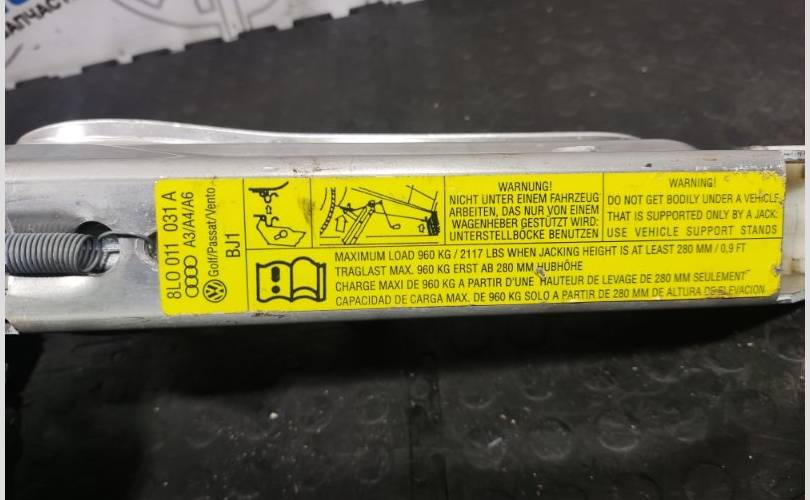 ЗАПЧАСТИ
8L0 011 031 A
A3/A4/A6
Golf/Passat/Vento
BJ1
WARNUNG!
NICHT UNTER EINEM FAHRZEUG
ARBEITEN, DAS NUR VON EINEM
WAGENHEBER GESTÜTZT WIRD:
UNTERSTELLBÖCKE BENUTZEN
WARNING!
DO NOT GET BODILY UNDER A VEHICLE
THAT IS SUPPORTED ONLY BY A JACK:
USE VEHICLE SUPPORT STANDS
MAXIMUM LOAD 960 KG / 2117 LBS WHEN JACKING HEIGHT IS AT LEAST 280 MM / 0,9 FT
TRAGLAST MAX. 960 KG ERST AB 280 MM HUBHÖHE
CHARGE MAXI DE 960 KG A PARTIR D'UNE HAUTEUR DE LEVAGE DE 280 MM SEULEMENT
CAPACIDAD DE CARGA MAX. DE 960 KG SOLO A PARTIR DE 280 MM DE ALTURA DE ELEVACION